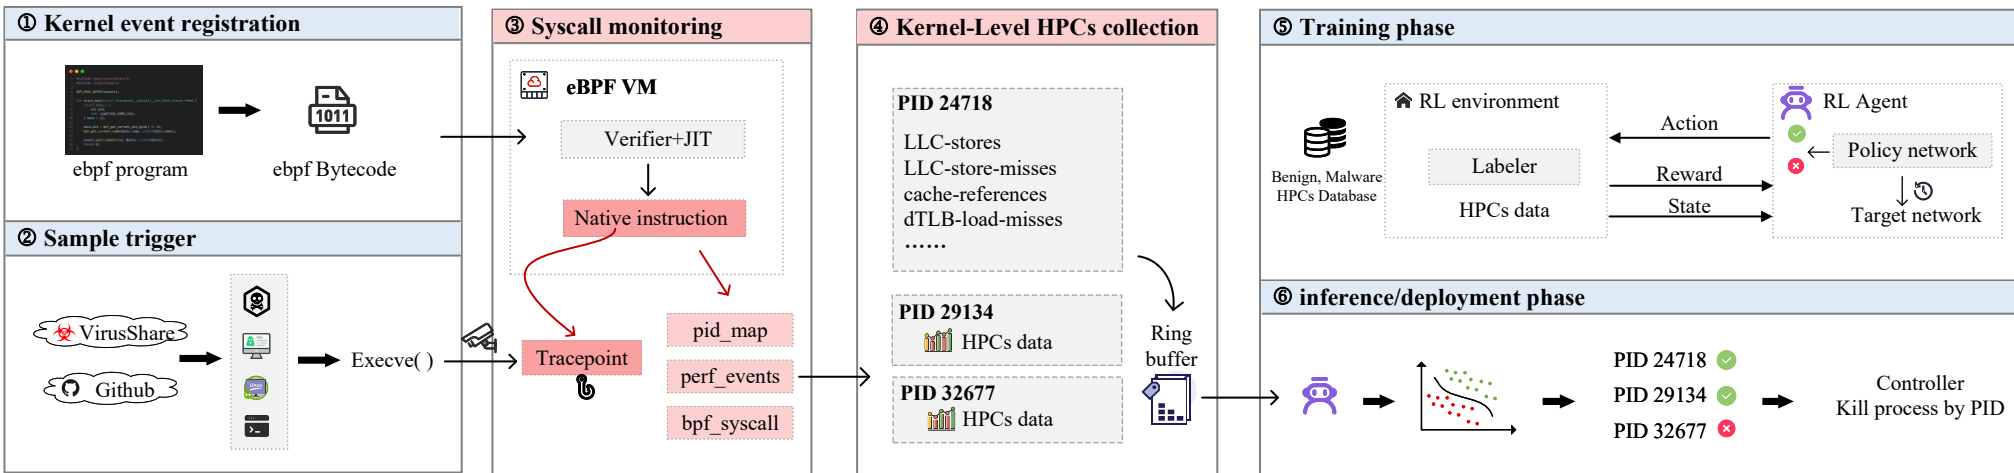 ① Kernel event registration
ebpf program
1011
ebpf Bytecode
② Sample trigger
VirusShare
Github
Linux
Execve( )
③ Syscall monitoring
eBPF VM
Verifier+JIT
Native instruction
Tracepoint
pid_map
perf_events
bpf_syscall
④ Kernel-Level HPCs collection
PID 24718
LLC-stores
LLC-store-misses
cache-references
dTLB-load-misses
……
PID 29134
HPCs data
PID 32677
HPCs data
Ring
buffer
⑤ Training phase
Benign, Malware
HPCs Database
RL environment
Labeler
HPCs data
Action
Reward
State
RL Agent
Policy network
Target network
⑥ inference/deployment phase
PID 24718
PID 29134
PID 32677
Controller
Kill process by PID